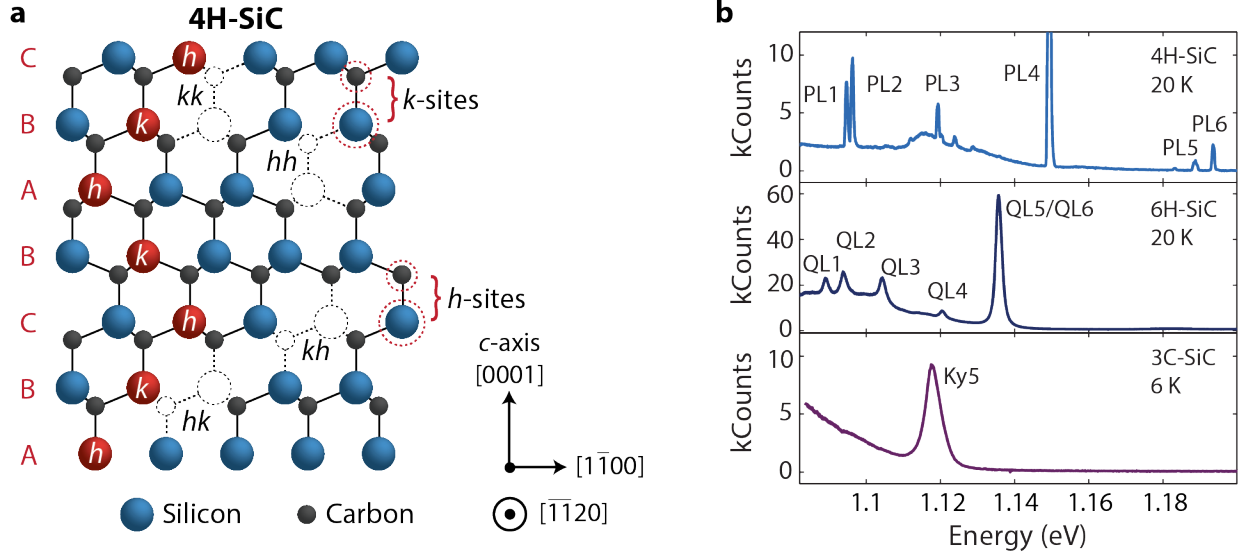 a
4H-SiC
C
h
kk
k-sites
B
k
hh
A
h
B
k
h-sites
C
h
kh
c-axis
[0001]
B
k
hk
A
h
[11̅00]
Silicon
Carbon
[1̅1̅20]
b
kCounts
10
5
0
PL1
PL2
PL3
PL4
PL5
PL6
4H-SiC
20 K
kCounts
60
40
20
0
QL1
QL2
QL3
QL4
QL5/QL6
6H-SiC
20 K
kCounts
10
5
0
Ky5
3C-SiC
6 K
1.1 1.12 1.14 1.16 1.18
Energy (eV)